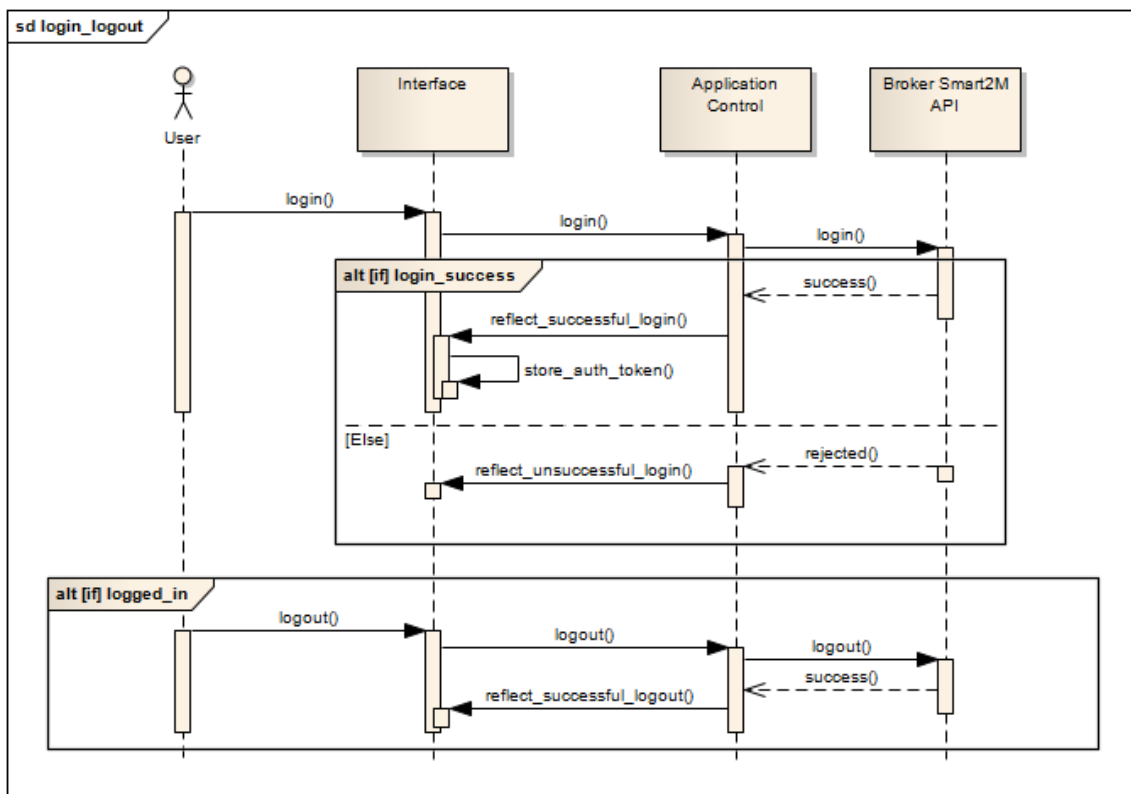 sd login_logout
User
Interface
Application
Control
Broker Smart2M
API
login()
login()
login()
alt [if] login_success
success()
reflect_successful_login()
store_auth_token()
[Else]
rejected()
reflect_unsuccessful_login()
alt [if] logged_in
logout()
logout()
logout()
success()
reflect_successful_logout()